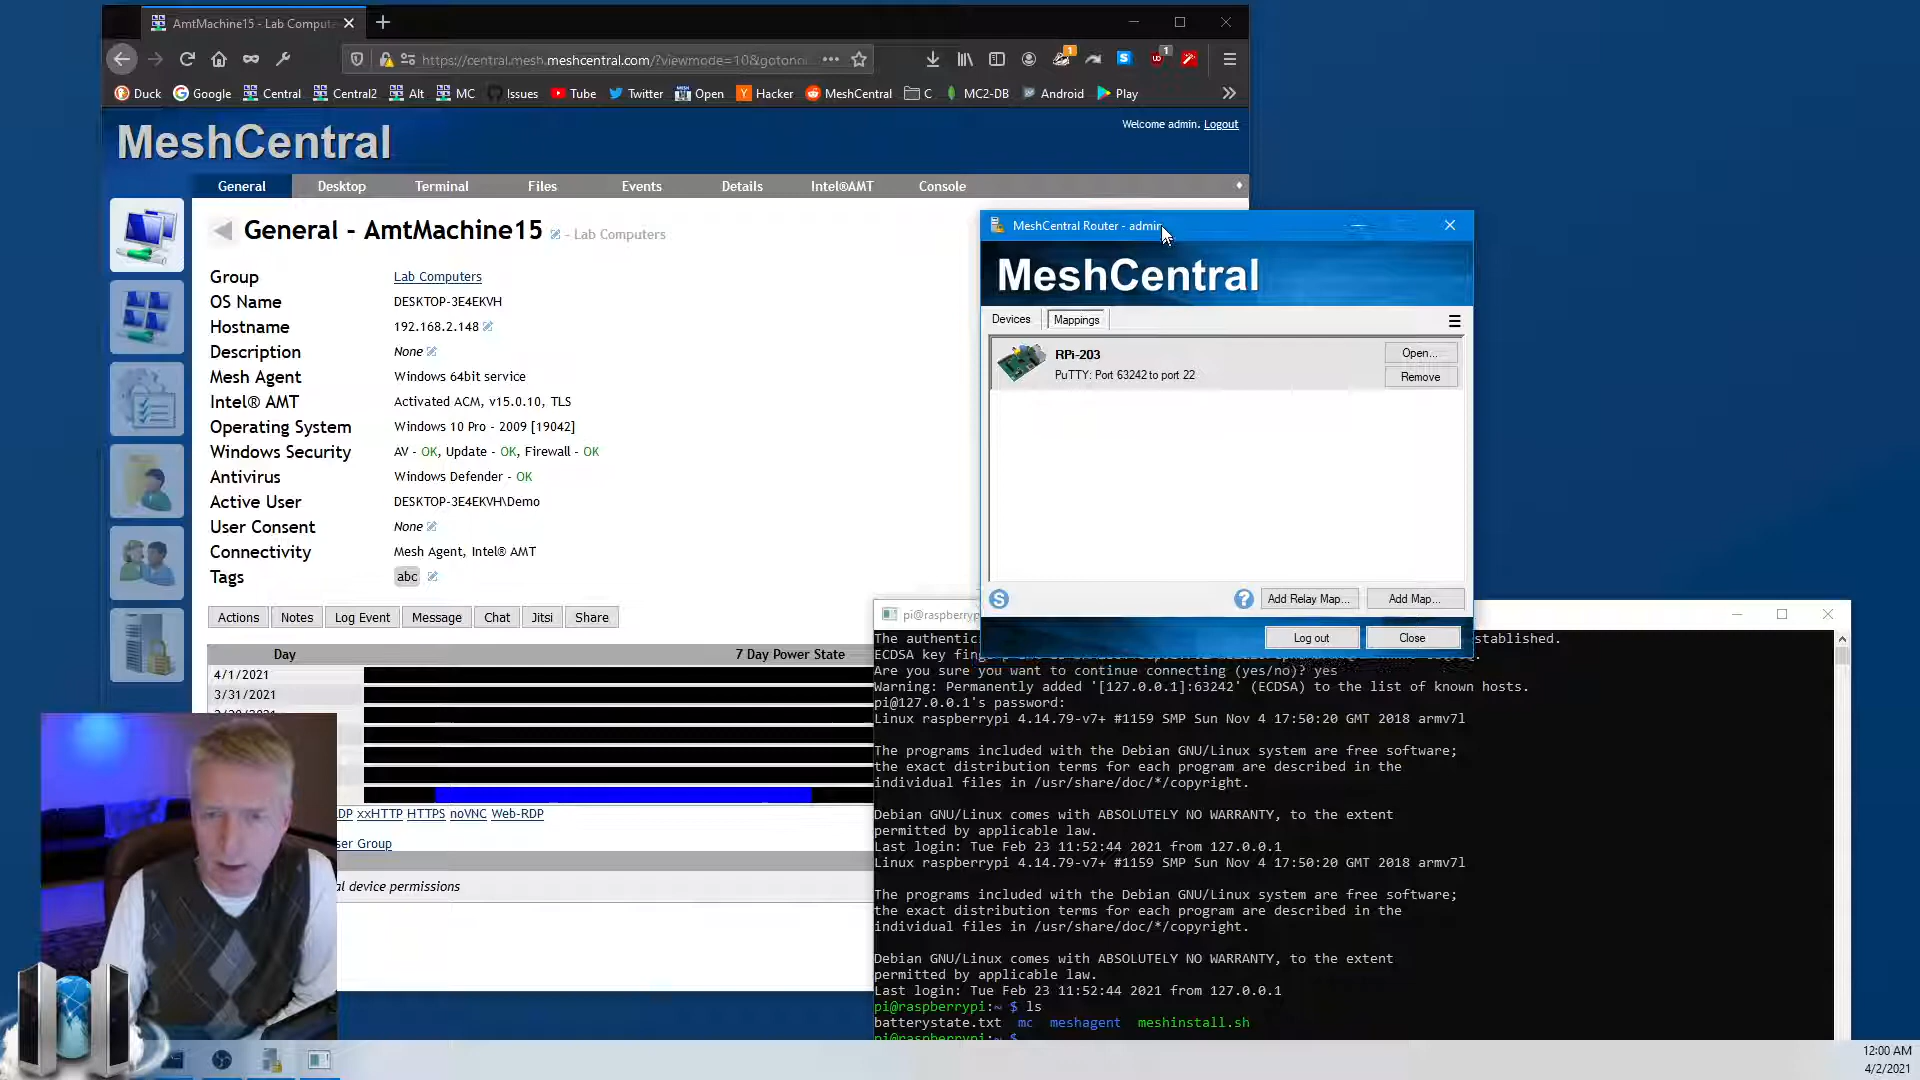 AmtMachine15 - Lab Compute
https://central.mesh.meshcentral.com/?viewmode=10&gotono
1
S
1
Duck
Google
Central
Central2
Alt
MC
Issues
Tube
Twitter
Open
Hacker
MeshCentral
C
MC2-DB
Android
Play
MeshCentral
Welcome admin. Logout
General
Desktop
Terminal
Files
Events
Details
Intel®AMT
Console
General - AmtMachine15 - Lab Computers
Group Lab Computers
OS Name DESKTOP-3E4EKVH
Hostname 192.168.2.148
Description None
Mesh Agent Windows 64bit service
Intel® AMT Activated ACM, v15.0.10, TLS
Operating System Windows 10 Pro - 2009 [19042]
Windows Security AV - OK, Update - OK, Firewall - OK
Antivirus Windows Defender - OK
Active User DESKTOP-3E4EKVH\Demo
User Consent None
Connectivity Mesh Agent, Intel® AMT
Tags abc
Actions
Notes
Log Event
Message
Chat
Jitsi
Share
Day 7 Day Power State
4/1/2021
3/31/2021
DP xxHTTP HTTPS noVNC Web-RDP
ser Group
al device permissions
MeshCentral Router - admin
MeshCentral
Devices
Mappings
RPi-203
PuTTY: Port 63242 to port 22
Open...
Remove
S
?
Add Relay Map...
Add Map...
Log out
Close
pi@raspberryp
The authentic
stablished.
ECDSA key fing
Are you sure you want to continue connecting (yes/no)? yes
Warning: Permanently added '[127.0.0.1]:63242' (ECDSA) to the list of known hosts.
pi@127.0.0.1's password:
Linux raspberrypi 4.14.79-v7+ #1159 SMP Sun Nov 4 17:50:20 GMT 2018 armv7l
The programs included with the Debian GNU/Linux system are free software;
the exact distribution terms for each program are described in the
individual files in /usr/share/doc/*/copyright.
Debian GNU/Linux comes with ABSOLUTELY NO WARRANTY, to the extent
permitted by applicable law.
Last login: Tue Feb 23 11:52:44 2021 from 127.0.0.1
Linux raspberrypi 4.14.79-v7+ #1159 SMP Sun Nov 4 17:50:20 GMT 2018 armv7l
The programs included with the Debian GNU/Linux system are free software;
the exact distribution terms for each program are described in the
individual files in /usr/share/doc/*/copyright.
Debian GNU/Linux comes with ABSOLUTELY NO WARRANTY, to the extent
permitted by applicable law.
Last login: Tue Feb 23 11:52:44 2021 from 127.0.0.1
pi@raspberrypi:~ $ ls
batterystate.txt mc meshagent meshinstall.sh
pi@raspberrypi:~ $
12:00 AM
4/2/2021